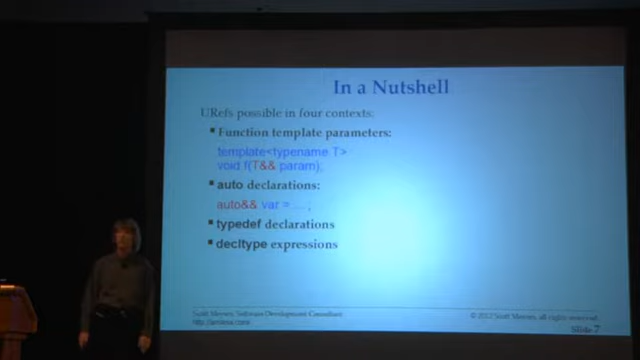 In a Nutshell
URefs possible in four contexts:
▪ Function template parameters:
template<typename T>
void f(T&& param);
▪ auto declarations:
auto&& var = ... ;
▪ typedef declarations
▪ decltype expressions
Scott Meyers, Software Development Consultant
© 2012 Scott Meyers, all rights reserved.
Slide 7